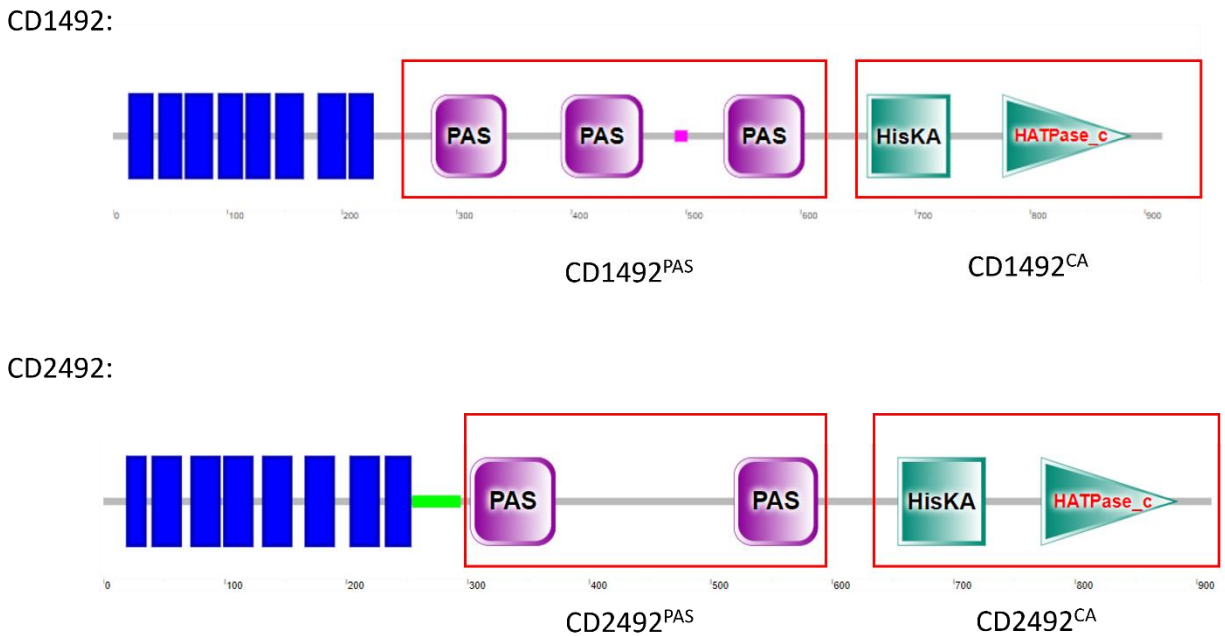 CD1492:
PAS PAS PAS HisKA HATPase_c
0 100 200 300 400 500 600 700 800 900
CD1492PAS CD1492CA
CD2492:
PAS PAS HisKA HATPase_c
0 100 200 300 400 500 600 700 800 900
CD2492PAS CD2492CA